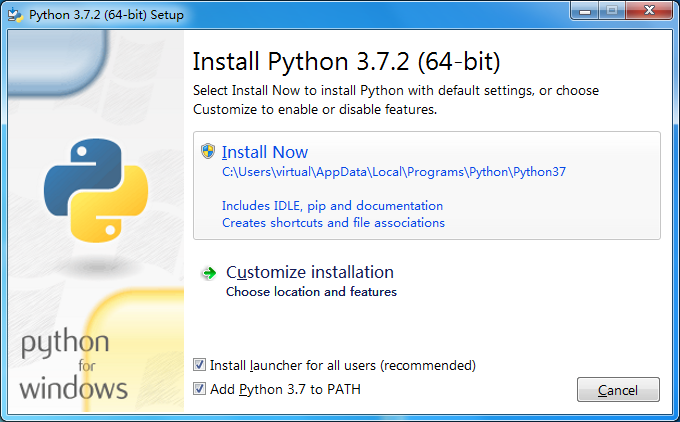 Python 3.7.2 (64-bit) Setup
Install Python 3.7.2 (64-bit)
Select Install Now to install Python with default settings, or choose
Customize to enable or disable features.
Install Now
C:\Users\virtual\AppData\Local\Programs\Python\Python37
Includes IDLE, pip and documentation
Creates shortcuts and file associations
Customize installation
Choose location and features
python
for
windows
Install launcher for all users (recommended)
Add Python 3.7 to PATH
Cancel